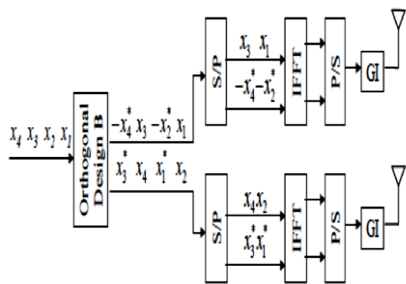 x₄ x₃ x₂ x₁
Orthogonal
Design B
−x₄* x₃ −x₂* x₁
x₃* x₄ x₁* x₂
S/P
x₃ x₁
−x₄* −x₂*
IFFT
P/S
GI
S/P
x₄ x₂
x₃* x₁*
IFFT
P/S
GI